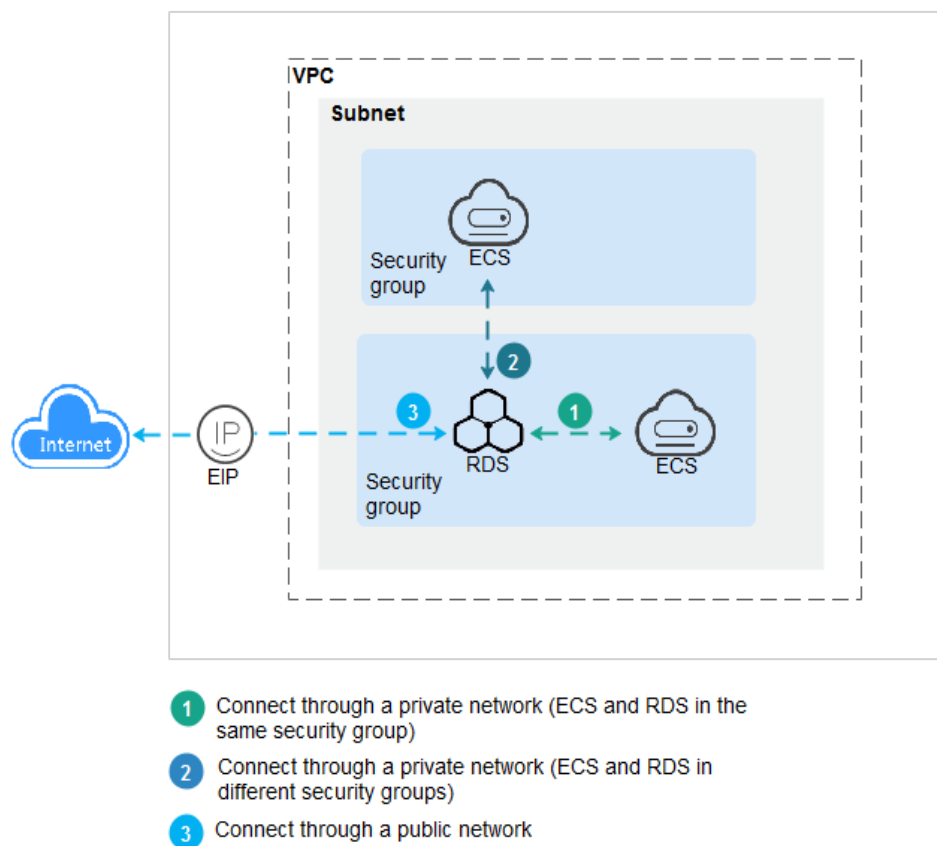 VPC
Subnet
ECS
Security
group
2
3
1
Internet
IP
EIP
RDS
ECS
Security
group
1 Connect through a private network (ECS and RDS in the
same security group)
2 Connect through a private network (ECS and RDS in
different security groups)
3 Connect through a public network